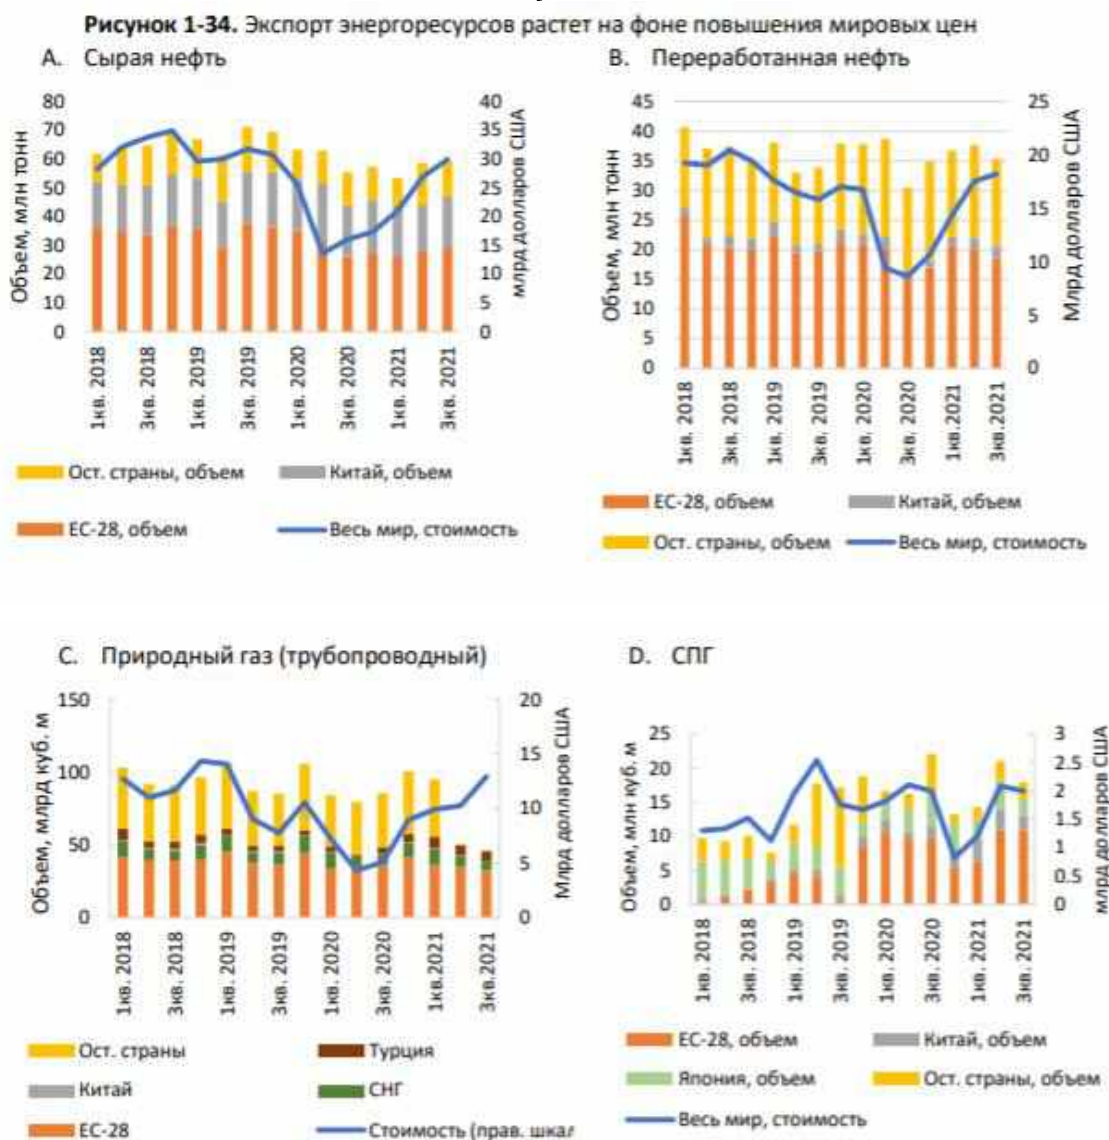 Рисунок 1-34. Экспорт энергоресурсов растет на фоне повышения мировых цен
A. Сырая нефть
80
70
60
50
40
30
20
10
0
Объем, млн тонн
40
35
30
25
20
15
10
5
0
млрд долларов США
1кв. 2018
3кв. 2018
1кв. 2019
3кв. 2019
1кв. 2020
3кв. 2020
1кв. 2021
3кв. 2021
Ост. страны, объем
Китай, объем
ЕС-28, объем
Весь мир, стоимость
B. Переработанная нефть
45
40
35
30
25
20
15
10
5
0
Объем, млн тонн
25
20
15
10
5
0
Млрд долларов США
1кв. 2018
3кв. 2018
1кв. 2019
3кв. 2019
1кв. 2020
3кв. 2020
1кв.2021
3кв.2021
ЕС-28, объем
Китай, объем
Ост. страны, объем
Весь мир, стоимость
C. Природный газ (трубопроводный)
150
100
50
0
Объем, млрд куб. м
20
15
10
5
0
Млрд долларов США
1кв. 2018
3кв. 2018
1кв. 2019
3кв. 2019
1кв. 2020
3кв. 2020
1кв. 2021
3кв.2021
Ост. страны
Турция
Китай
СНГ
ЕС-28
Стоимость (прав. шкал
D. СПГ
25
20
15
10
5
0
Объем, млн куб. м
3
2.5
2
1.5
1
0.5
0
млрд долларов США
1кв. 2018
3кв. 2018
1кв. 2019
3кв. 2019
1кв. 2020
3кв. 2020
1кв. 2021
3кв. 2021
ЕС-28, объем
Китай, объем
Япония, объем
Ост. страны, объем
Весь мир, стоимость